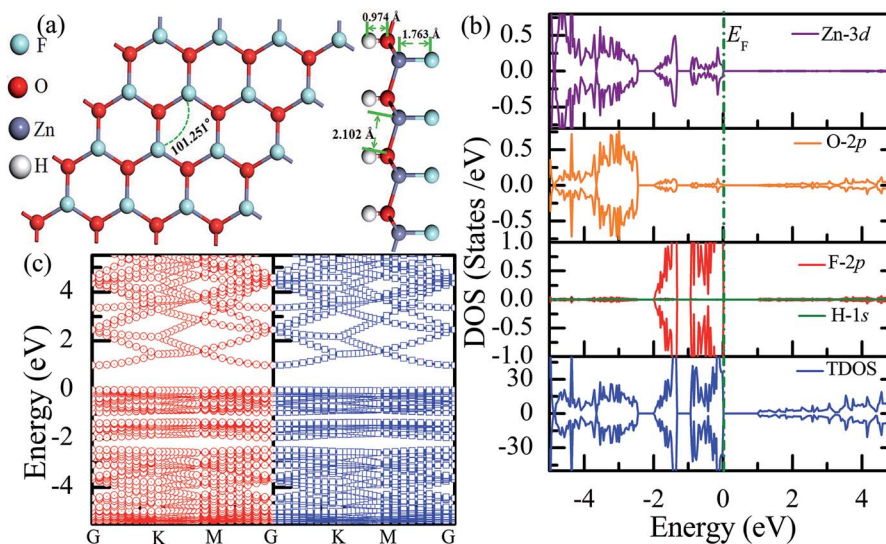 (a)
F
O
Zn
H
101.251°
0.974 Å
1.763 Å
2.102 Å
(b)
E_F
Zn-3d
0.5
0.0
-0.5
O-2p
0.5
0.0
-0.5
F-2p
H-1s
1.0
0.5
0.0
-0.5
-1.0
TDOS
30
0
-30
DOS (States /eV)
-4
-2
0
2
4
Energy (eV)
(c)
Energy (eV)
4
2
0
-2
-4
G
K
M
G
K
M
G